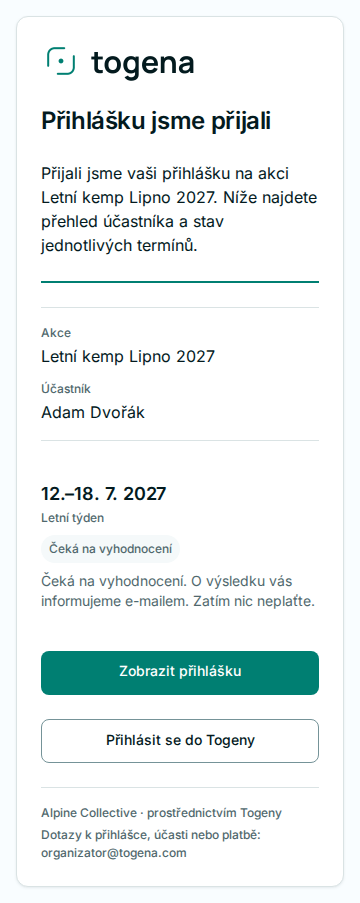 togena
Přihlášku jsme přijali
Přijali jsme vaši přihlášku na akci
Letní kemp Lipno 2027. Níže najdete
přehled účastníka a stav
jednotlivých termínů.
Akce
Letní kemp Lipno 2027
Účastník
Adam Dvořák
12.–18. 7. 2027
Letní týden
Čeká na vyhodnocení
Čeká na vyhodnocení. O výsledku vás
informujeme e-mailem. Zatím nic neplaťte.
Zobrazit přihlášku
Přihlásit se do Togeny
Alpine Collective · prostřednictvím Togeny
Dotazy k přihlášce, účasti nebo platbě:
organizator@togena.com